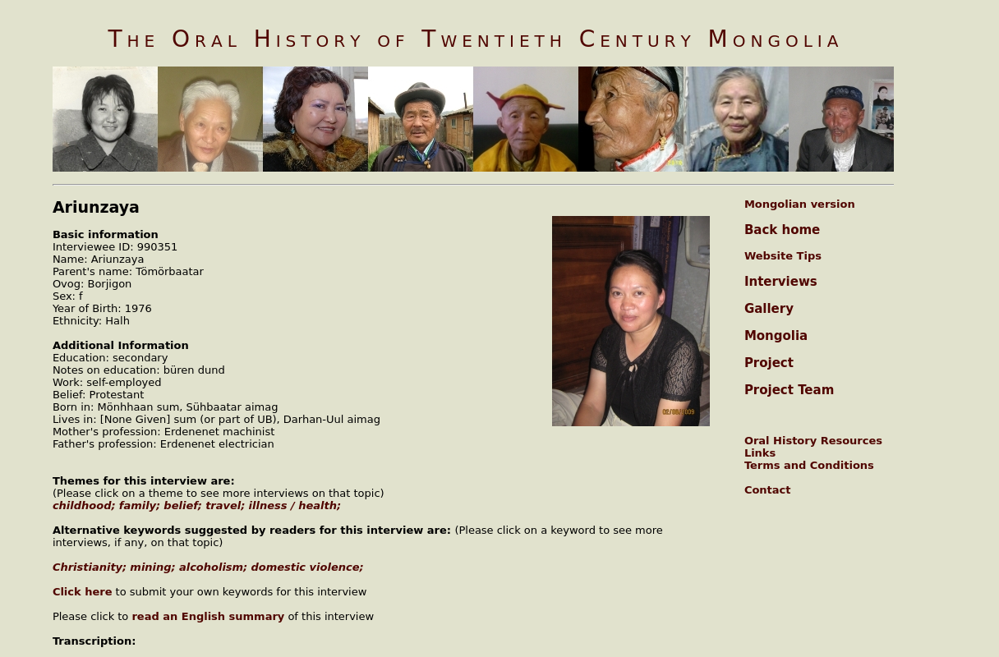 The Oral History of Twentieth Century Mongolia
Ariunzaya
Basic information
Interviewee ID: 990351
Name: Ariunzaya
Parent's name: Tömörbaatar
Ovog: Borjigon
Sex: f
Year of Birth: 1976
Ethnicity: Halh
Additional Information
Education: secondary
Notes on education: büren dund
Work: self-employed
Belief: Protestant
Born in: Mönhhaan sum, Sühbaatar aimag
Lives in: [None Given] sum (or part of UB), Darhan-Uul aimag
Mother's profession: Erdenenet machinist
Father's profession: Erdenenet electrician
Themes for this interview are:
(Please click on a theme to see more interviews on that topic)
childhood; family; belief; travel; illness / health;
Alternative keywords suggested by readers for this interview are: (Please click on a keyword to see more
interviews, if any, on that topic)
Christianity; mining; alcoholism; domestic violence;
Click here to submit your own keywords for this interview
Please click to read an English summary of this interview
Transcription:
Mongolian version
Back home
Website Tips
Interviews
Gallery
Mongolia
Project
Project Team
Oral History Resources
Links
Terms and Conditions
Contact